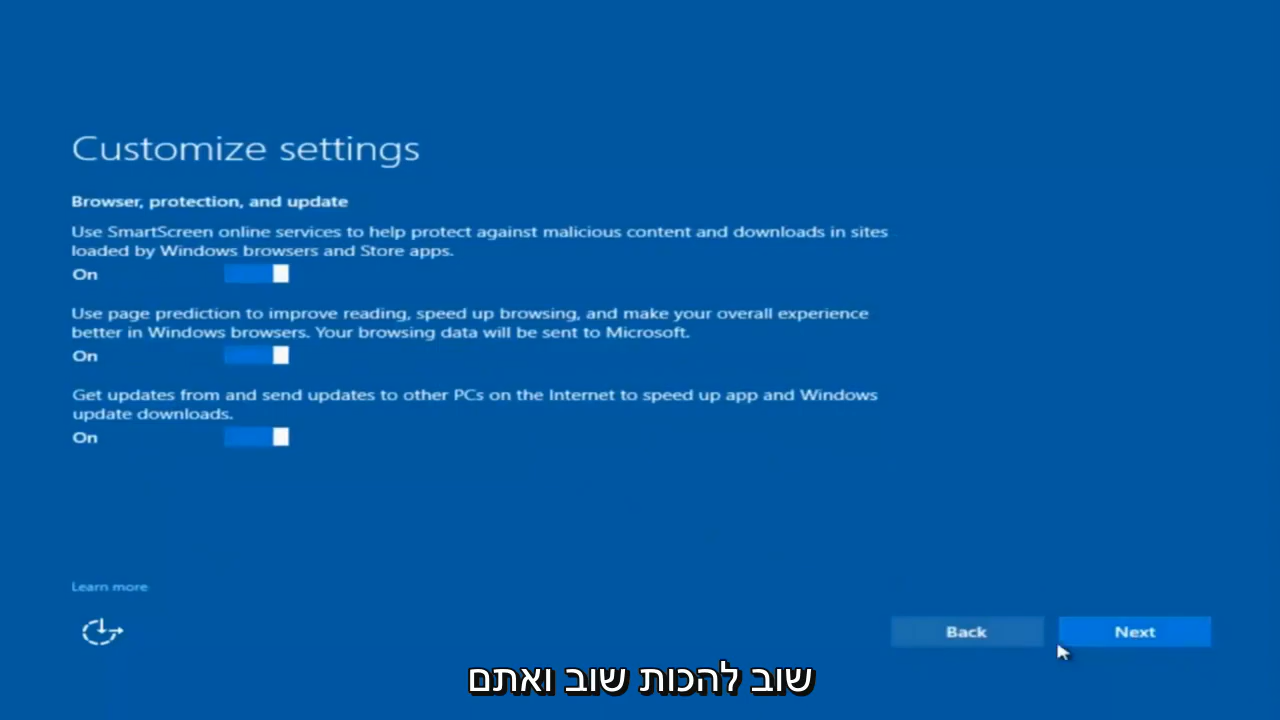 Customize settings
Browser, protection, and update
Use SmartScreen online services to help protect against malicious content and downloads in sites
loaded by Windows browsers and Store apps.
On
Use page prediction to improve reading, speed up browsing, and make your overall experience
better in Windows browsers. Your browsing data will be sent to Microsoft.
On
Get updates from and send updates to other PCs on the Internet to speed up app and Windows
update downloads.
On
Learn more
Back
Next
שוב להכות שוב ואתם